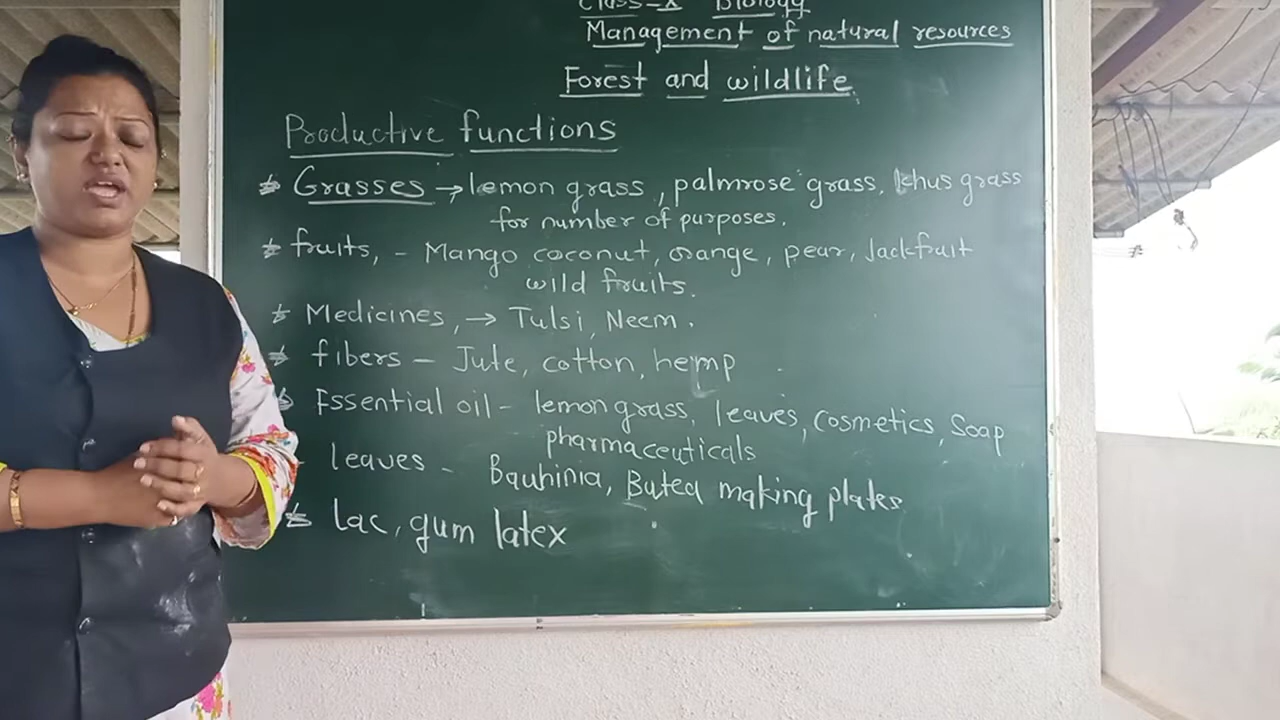 Class-X Biology
Management of natural resources
Forest and wildlife
Productive functions
* Grasses → lemon grass, palmrose grass, khus grass
for number of purposes.
* fruits, - Mango coconut, orange, pear, Jackfruit
wild fruits.
* Medicines, → Tulsi, Neem.
* fibers - Jute, cotton, hemp
Essential oil - lemon grass, leaves, cosmetics, Soap
pharmaceuticals
leaves - Bauhinia, Butea making plates
* lac, gum latex